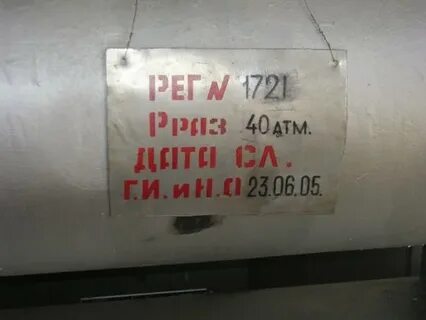 РЕГ N 1721
Рраз 40 атм.
ДАТА СЛ.
Г.И. и Н.О 23.06.05.